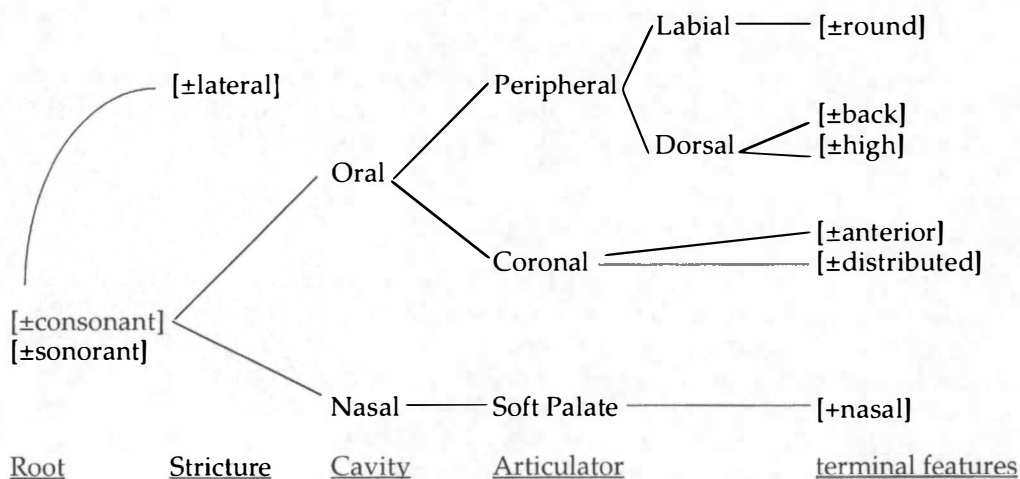 Labial [±round]
[±lateral] Peripheral
[±back]
Dorsal [±high]
Oral
[±anterior]
Coronal [±distributed]
[±consonant]
[±sonorant]
Nasal Soft Palate [+nasal]
Root Stricture Cavity Articulator terminal features